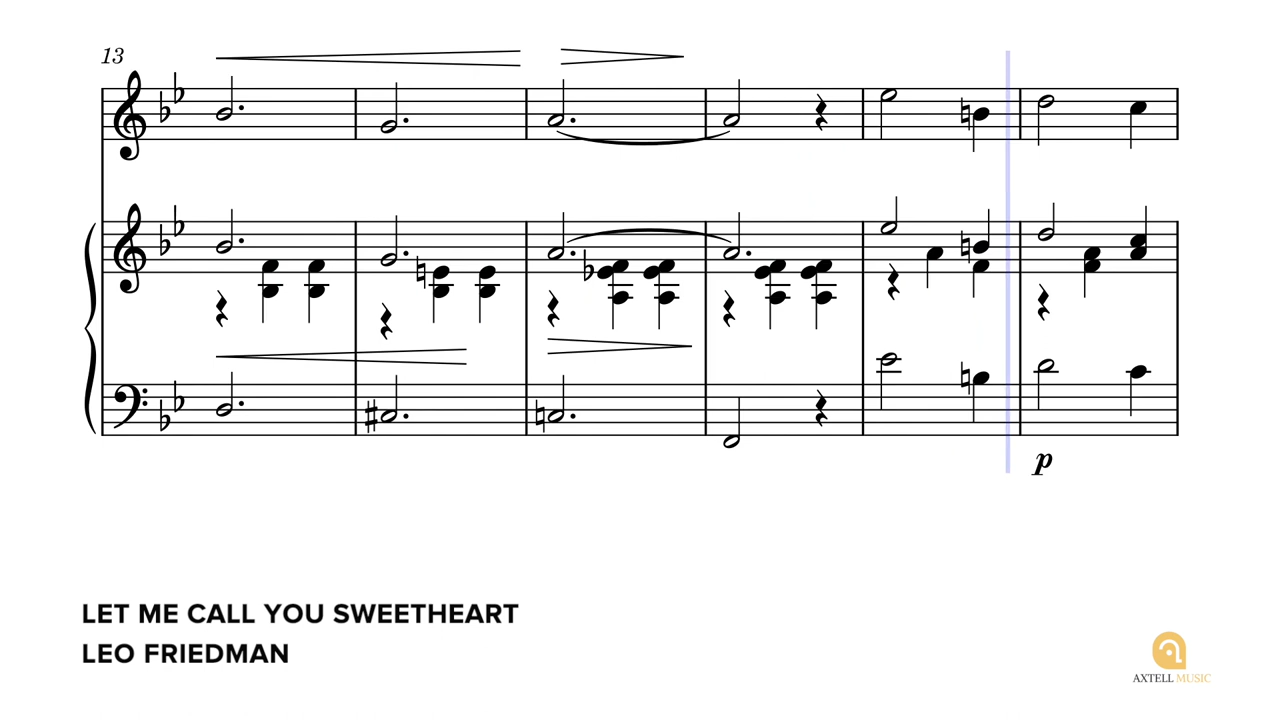 13
p
LET ME CALL YOU SWEETHEART
LEO FRIEDMAN
AXTELL MUSIC